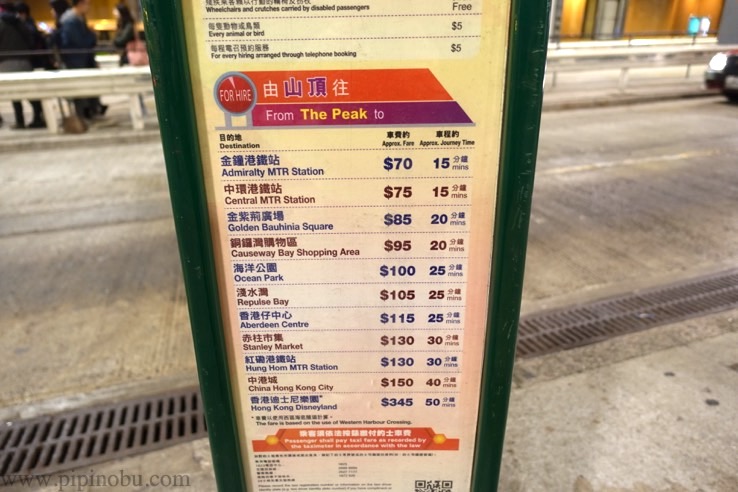 Wheelchairs and crutches carried by disabled passengers
Free
每隻動物或鳥類
Every animal or bird
$5
每程電召預約服務
For every hiring arranged through telephone booking
$5
FOR HIRE
由山頂往
From The Peak to
目的地 車費約 車程約
Destination Approx. Fare Approx. Journey Time
金鐘港鐵站
Admiralty MTR Station
$70 15 分鐘 mins
中環港鐵站
Central MTR Station
$75 15 分鐘 mins
金紫荊廣場
Golden Bauhinia Square
$85 20 分鐘 mins
銅鑼灣購物區
Causeway Bay Shopping Area
$95 20 分鐘 mins
海洋公園
Ocean Park
$100 25 分鐘 mins
淺水灣
Repulse Bay
$105 25 分鐘 mins
香港仔中心
Aberdeen Centre
$115 25 分鐘 mins
赤柱市集
Stanley Market
$130 30 分鐘 mins
紅磡港鐵站
Hung Hom MTR Station
$130 30 分鐘 mins
中港城
China Hong Kong City
$150 40 分鐘 mins
香港迪士尼樂園*
Hong Kong Disneyland
$345 50 分鐘 mins
The fare is based on the use of Western Harbour Crossing.
Passenger shall pay taxi fare as recorded by
the taximeter in accordance with the law
www.pipinobu.com